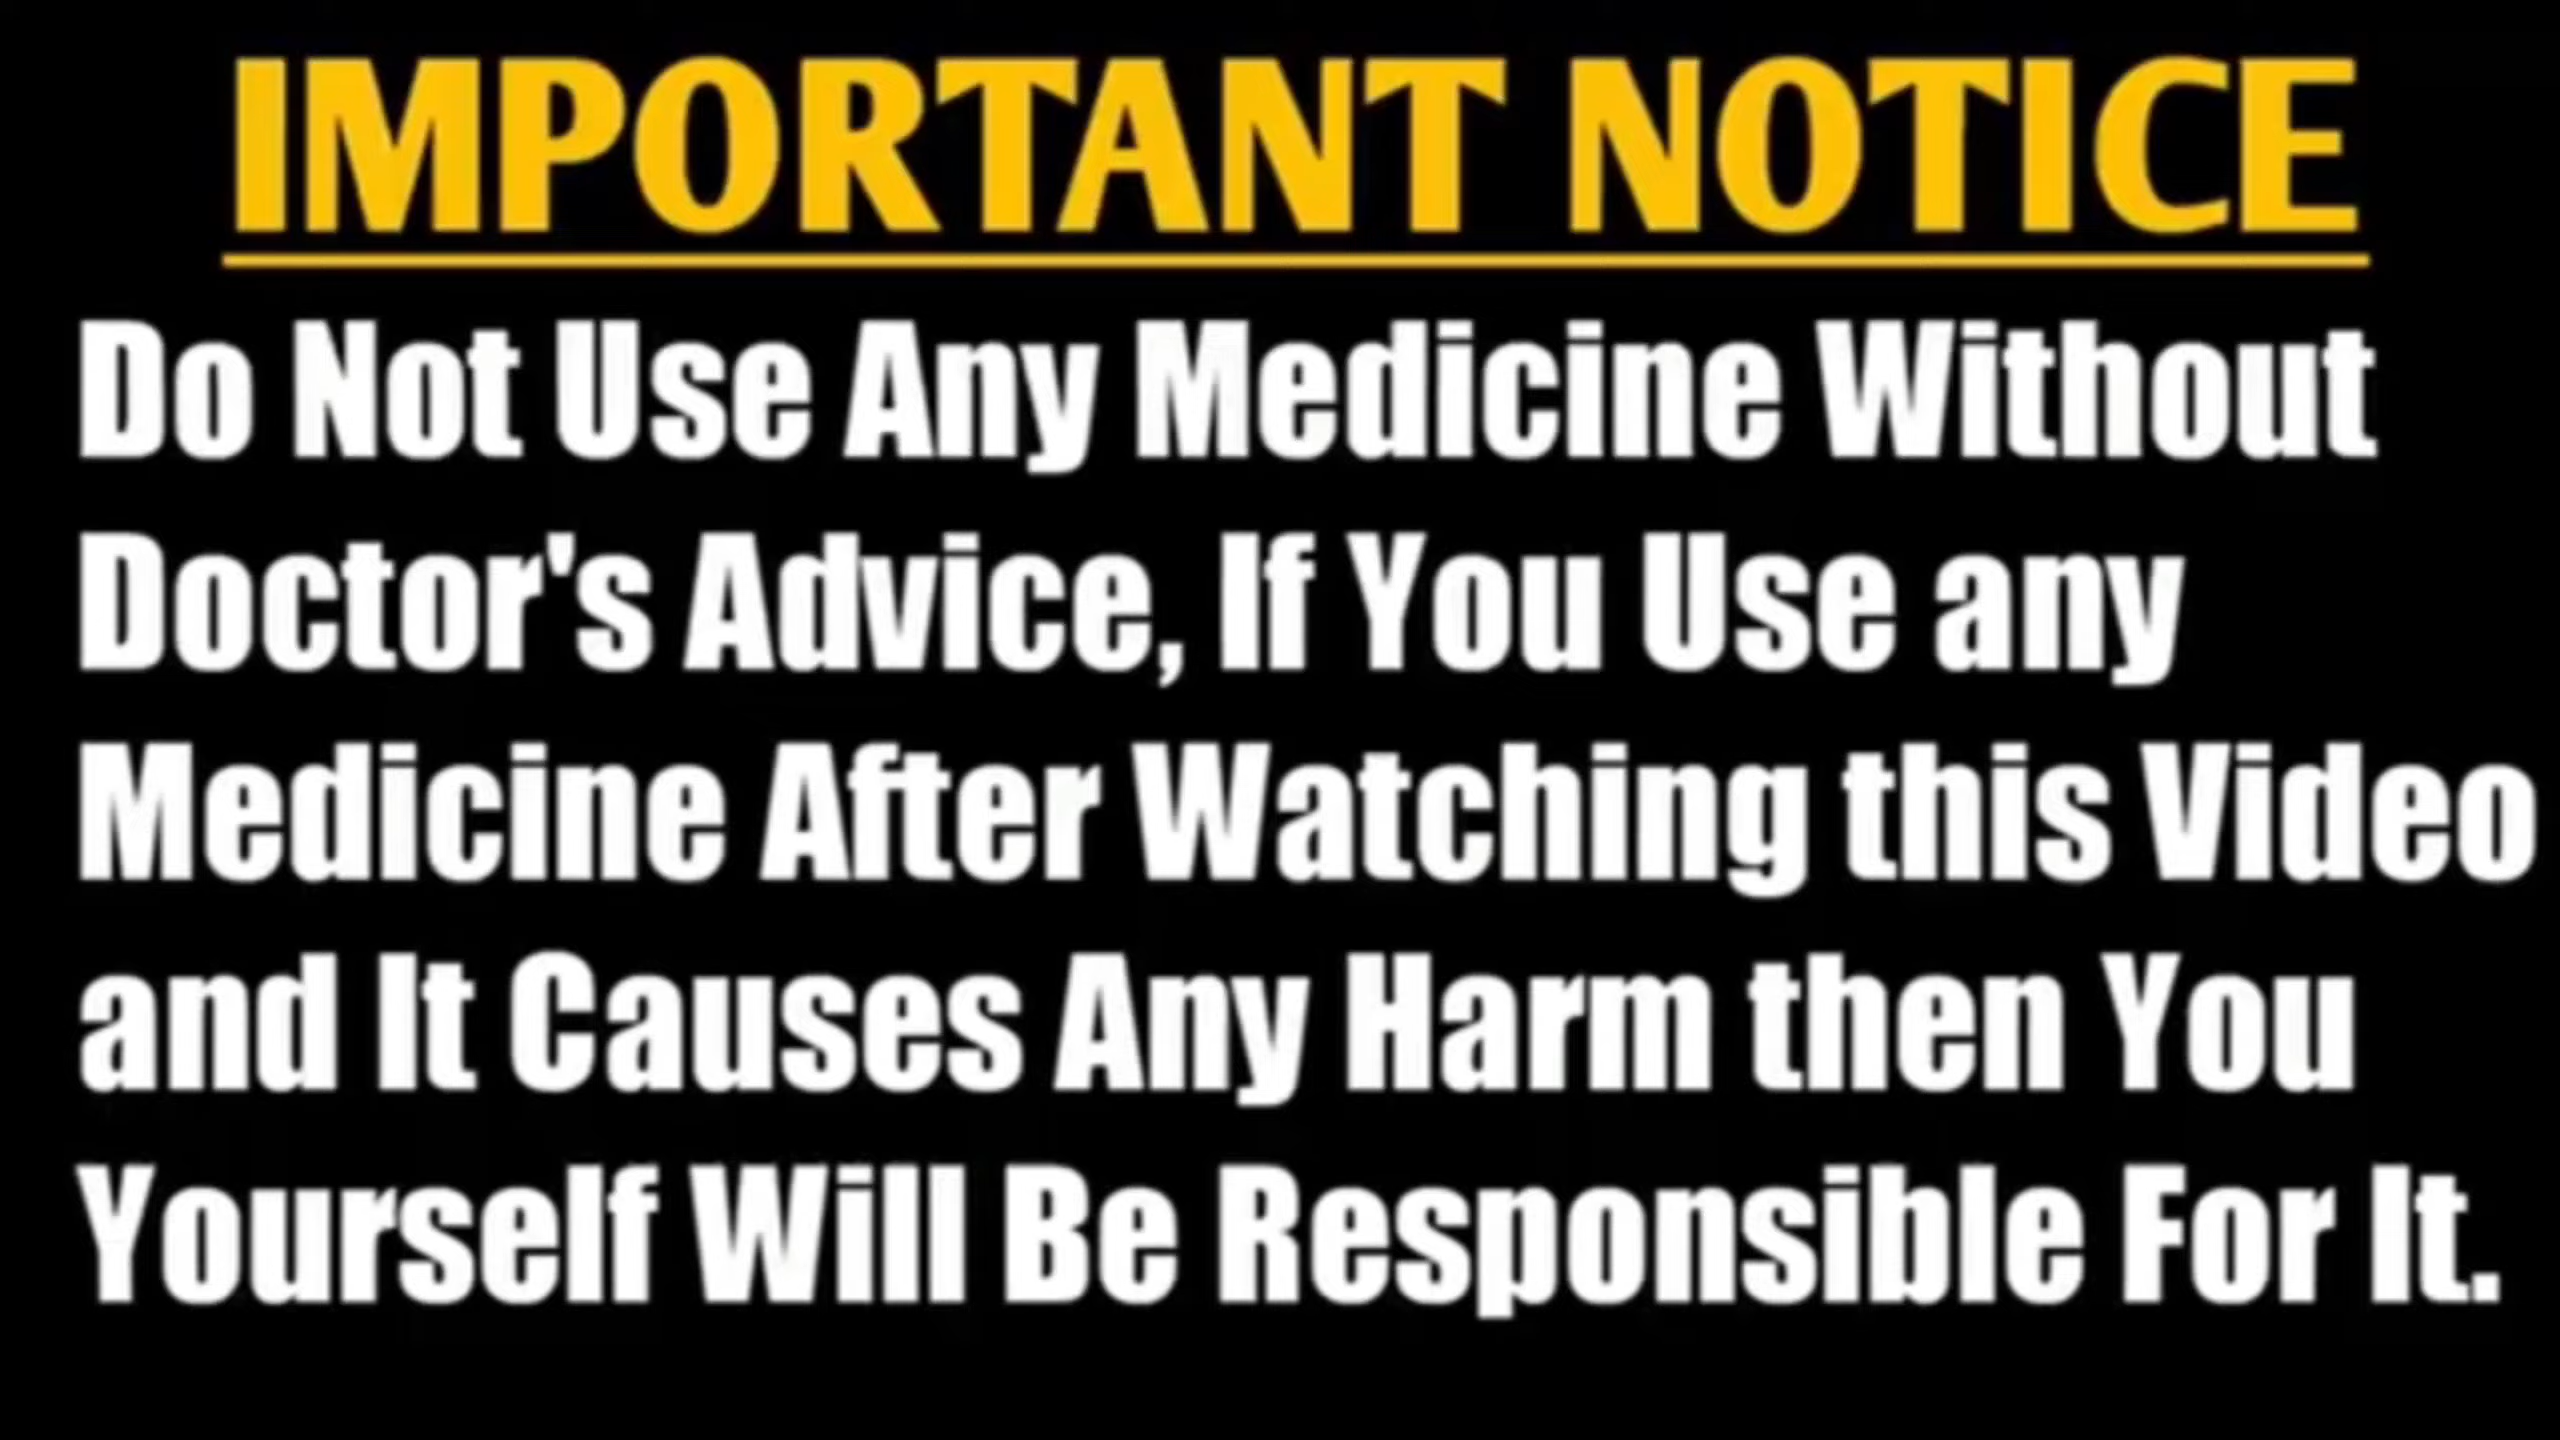 IMPORTANT NOTICE
Do Not Use Any Medicine Without
Doctor's Advice, If You Use any
Medicine After Watching this Video
and It Causes Any Harm then You
Yourself Will Be Responsible For It.